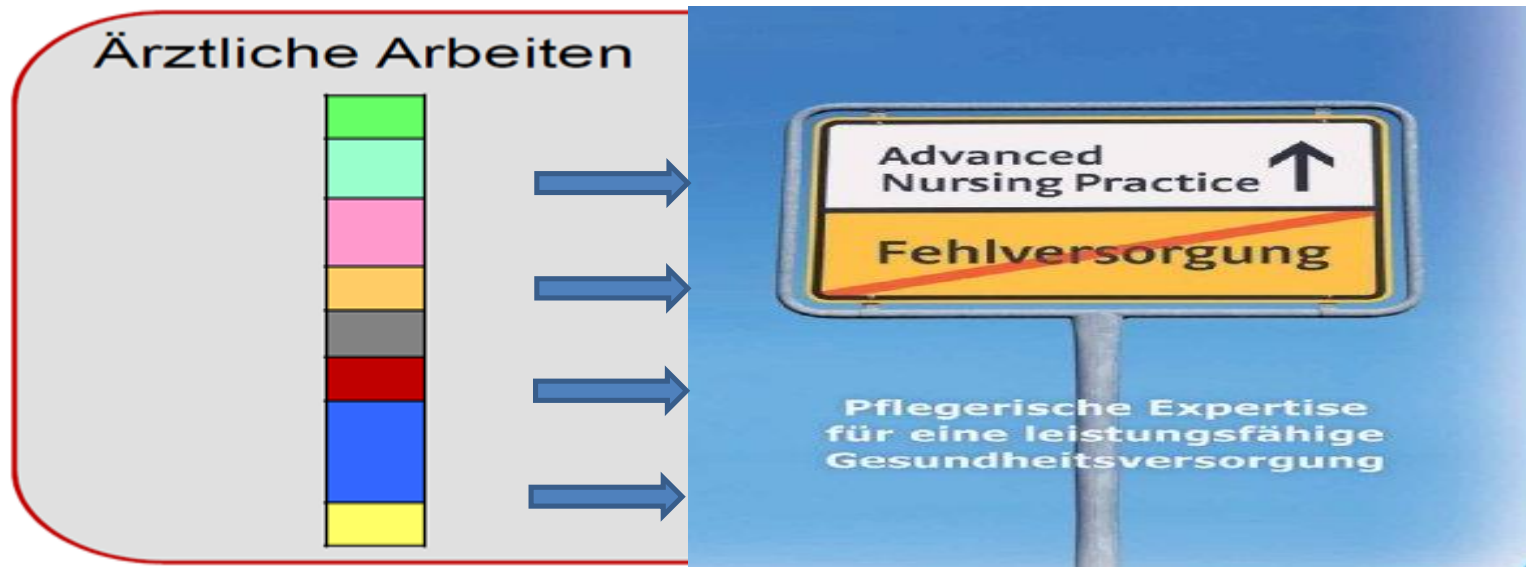 Ärztliche Arbeiten
Advanced
Nursing Practice
Fehlversorgung
Pflegerische Expertise
für eine leistungsfähige
Gesundheitsversorgung